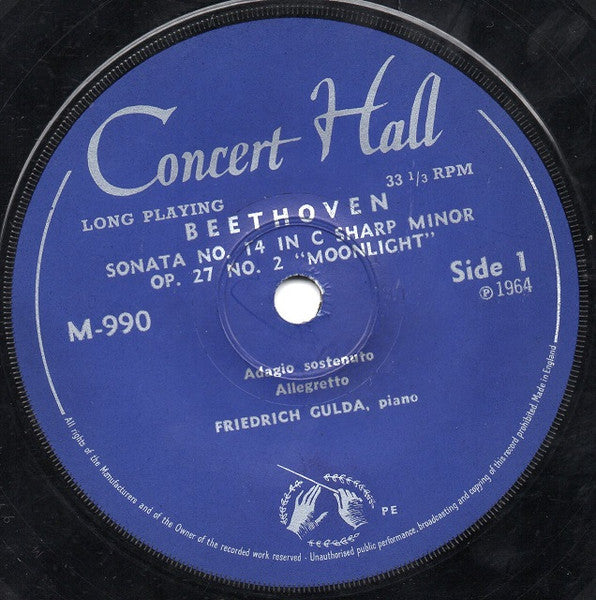 Concert Hall
LONG PLAYING
33 1/3 RPM
BEETHOVEN
SONATA NO. 14 IN C SHARP MINOR
OP. 27 NO. 2 "MOONLIGHT"
M-990
Side 1
℗ 1964
Adagio sostenuto
Allegretto
FRIEDRICH GULDA, piano
PE
All rights of the Manufacturers and of the Owner of the recorded work reserved - Unauthorised public performance, broadcasting and copying of this record prohibited. Made in England